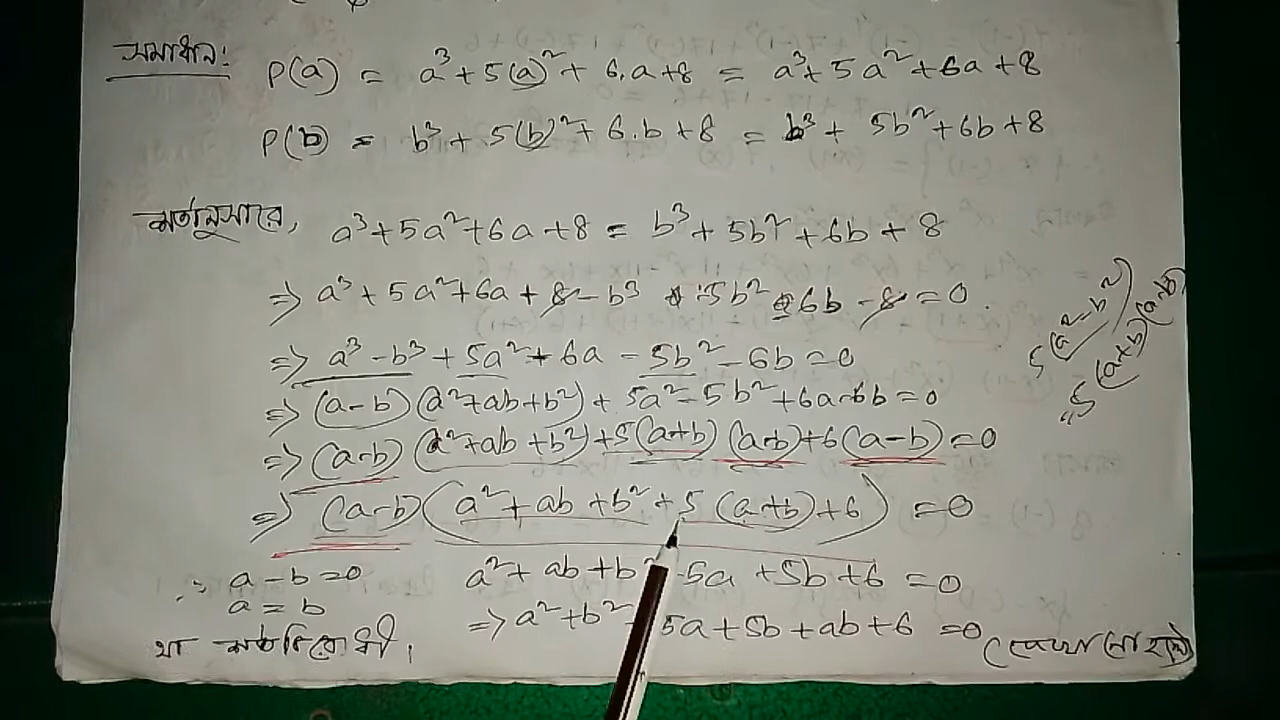 সমাধান: P(a) = a³ + 5(a)² + 6.a + 8 = a³ + 5a² + 6a + 8
P(b) = b³ + 5(b)² + 6.b + 8 = b³ + 5b² + 6b + 8
শর্তানুসারে, a³ + 5a² + 6a + 8 = b³ + 5b² + 6b + 8
=> a³ + 5a² + 6a + 8 - b³ - 5b² - 6b - 8 = 0
=> a³ - b³ + 5a² + 6a - 5b² - 6b = 0
=> (a-b)(a² + ab + b²) + 5a² - 5b² + 6a - 6b = 0
=> (a-b)(a² + ab + b²) + 5(a+b)(a-b) + 6(a-b) = 0
=> (a-b)(a² + ab + b² + 5(a+b) + 6) = 0
∴ a - b = 0
a = b
যা শর্তবিরোধী।
a² + ab + b² 5a + 5b + 6 = 0
=> a² + b² 5a + 5b + ab + 6 = 0
(দেখানো হলো)
5(a² - b²)
"5(a+b)(a-b)